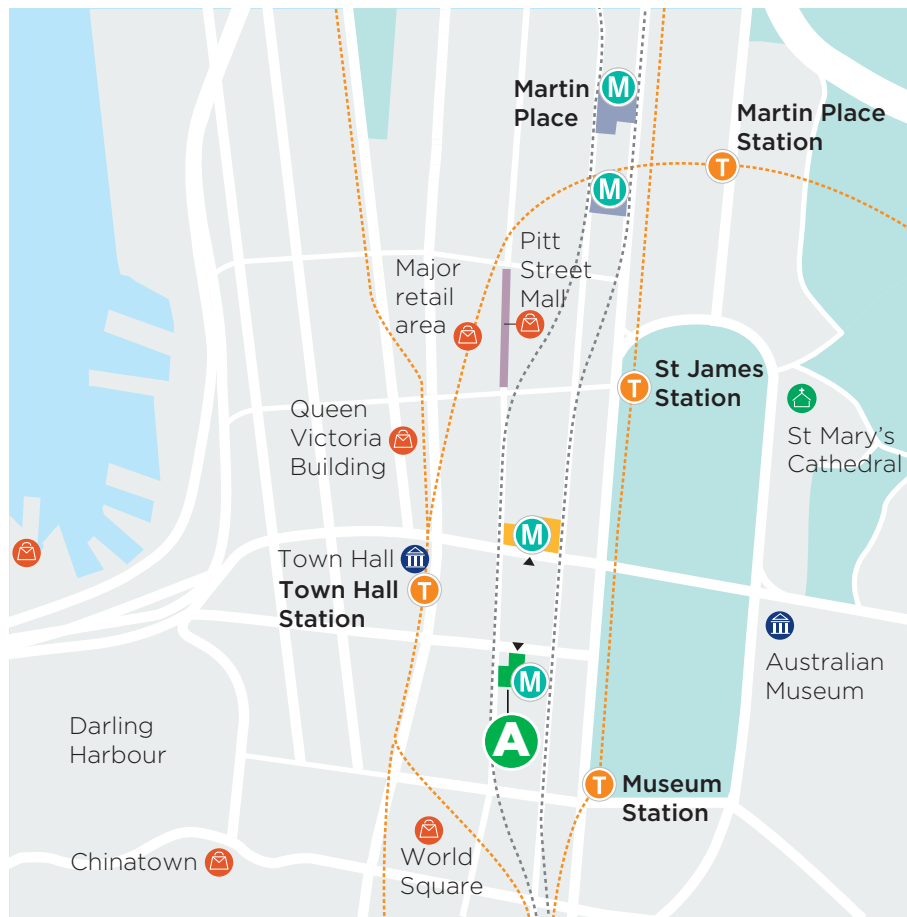 M
Martin
Place
Martin Place
Station
T
M
Pitt
Street
Mall
Major
retail
area
St James
Station
T
Queen
Victoria
Building
St Mary's
Cathedral
M
Town Hall
Town Hall
Station
T
Australian
Museum
M
A
Darling
Harbour
T
Museum
Station
Chinatown
World
Square